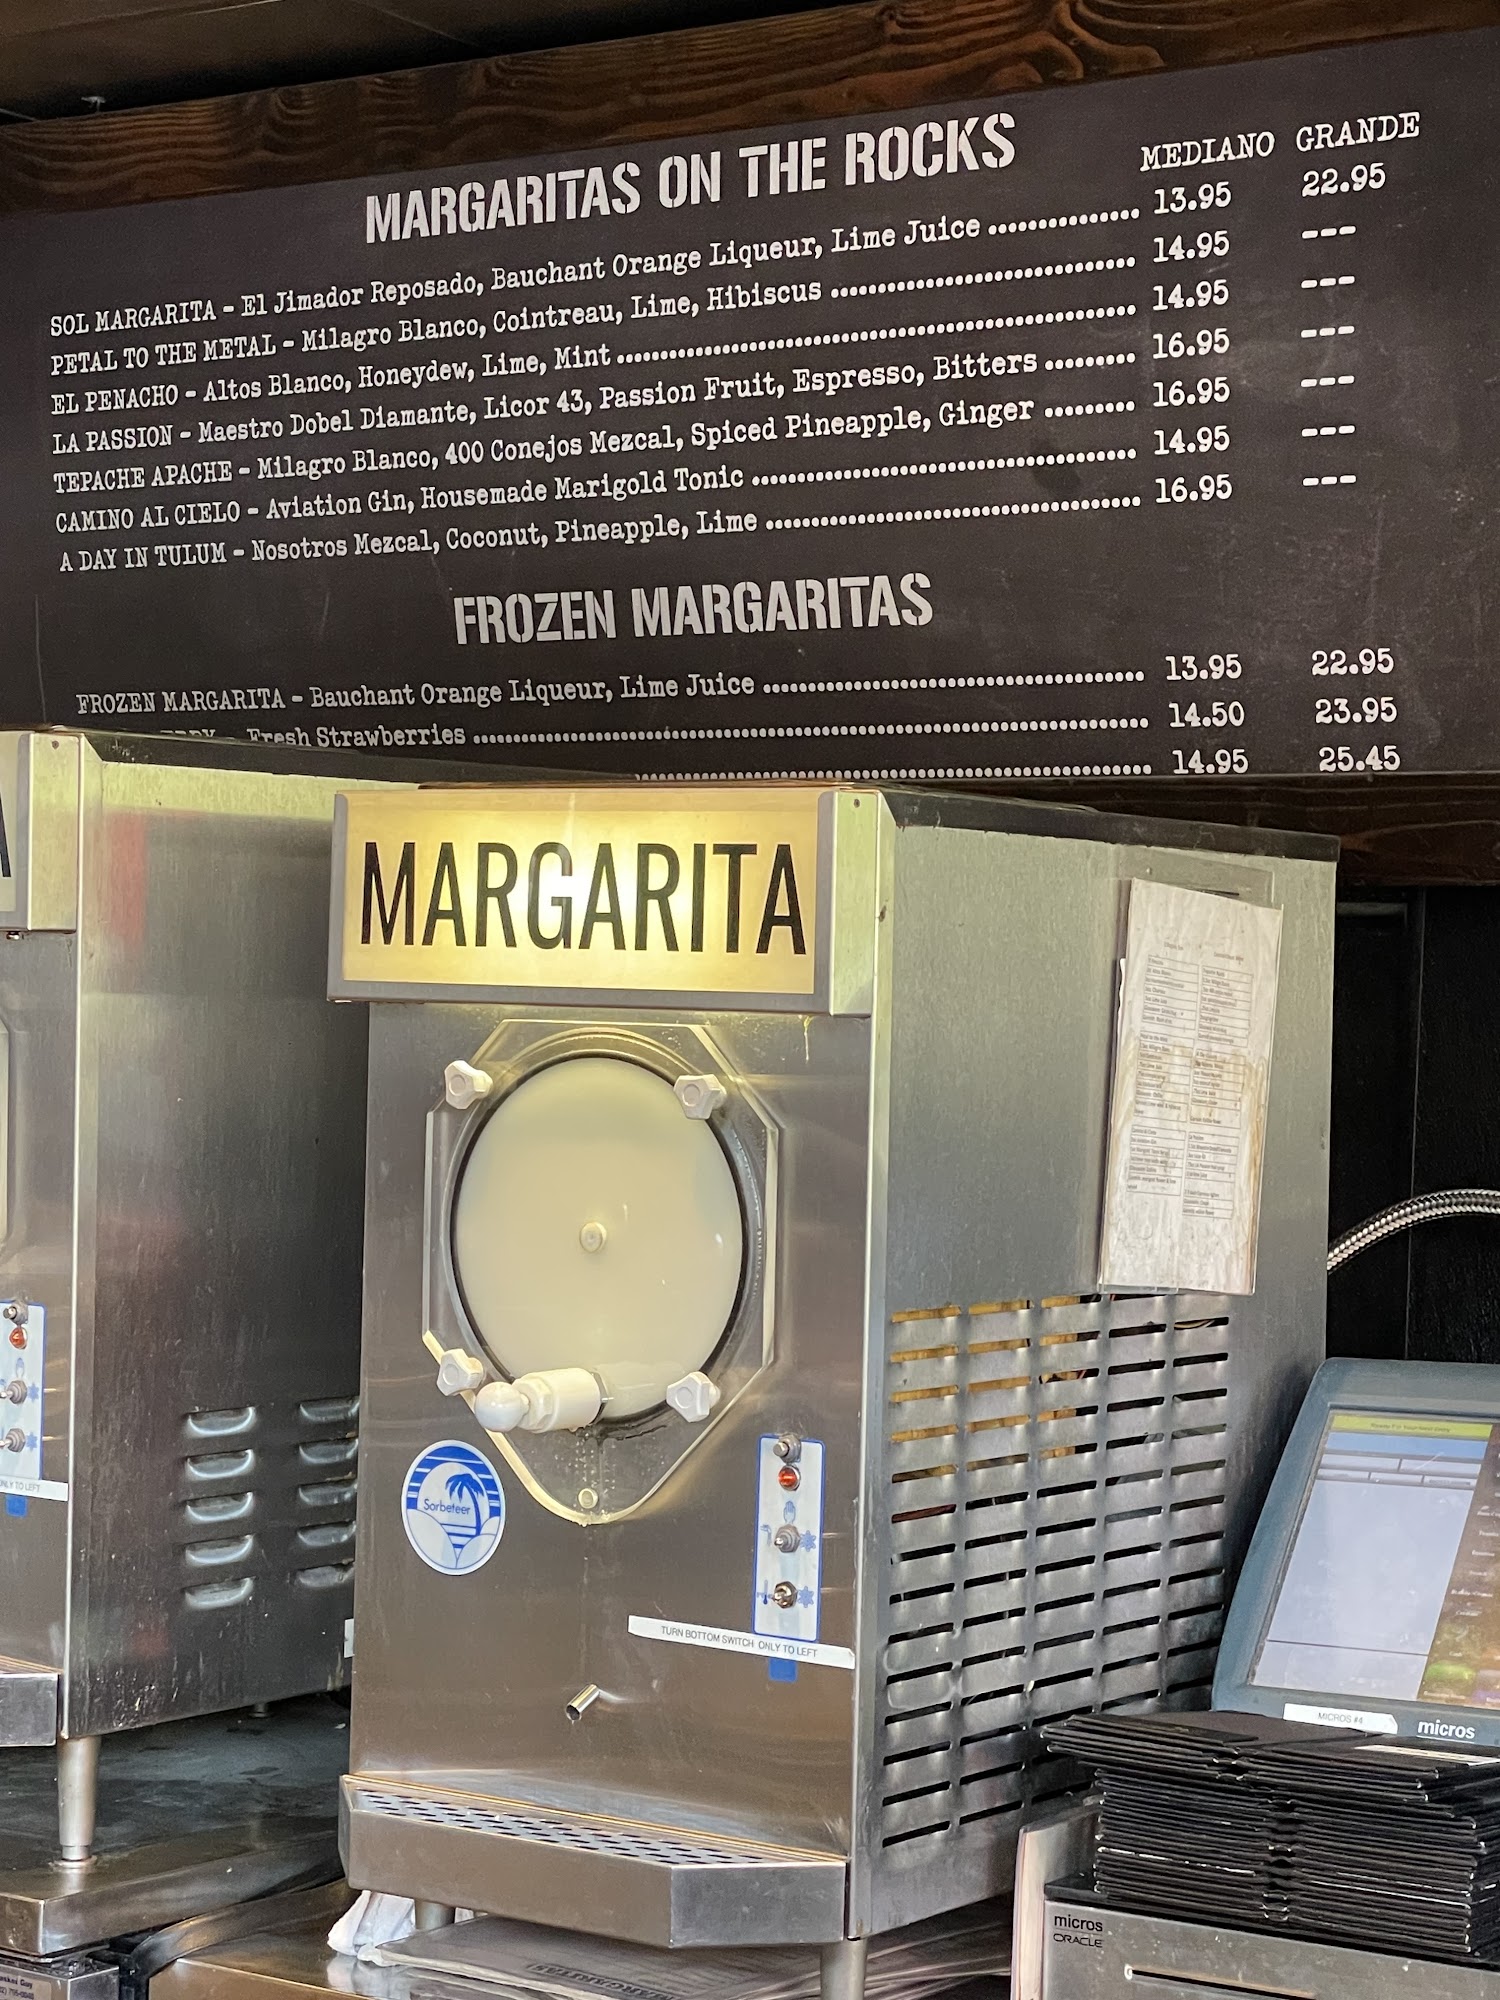 MARGARITAS ON THE ROCKS
MEDIANO GRANDE
SOL MARGARITA - El Jimador Reposado, Bauchant Orange Liqueur, Lime Juice ................ 13.95 22.95
PETAL TO THE METAL - Milagro Blanco, Cointreau, Lime, Hibiscus ................ 14.95 ---
EL PENACHO - Altos Blanco, Honeydew, Lime, Mint ................ 14.95 ---
LA PASSION - Maestro Dobel Diamante, Licor 43, Passion Fruit, Espresso, Bitters ......... 16.95 ---
TEPACHE APACHE - Milagro Blanco, 400 Conejos Mezcal, Spiced Pineapple, Ginger ......... 16.95 ---
CAMINO AL CIELO - Aviation Gin, Housemade Marigold Tonic ................ 14.95 ---
A DAY IN TULUM - Nosotros Mezcal, Coconut, Pineapple, Lime ................ 16.95 ---
FROZEN MARGARITAS
FROZEN MARGARITA - Bauchant Orange Liqueur, Lime Juice ................ 13.95 22.95
- Fresh Strawberries ................ 14.50 23.95
................ 14.95 25.45
MARGARITA
Sorbeteer
TURN BOTTOM SWITCH ONLY TO LEFT
ONLY TO LEFT
MICROS #4
micros
micros
ORACLE
MARGARITAS